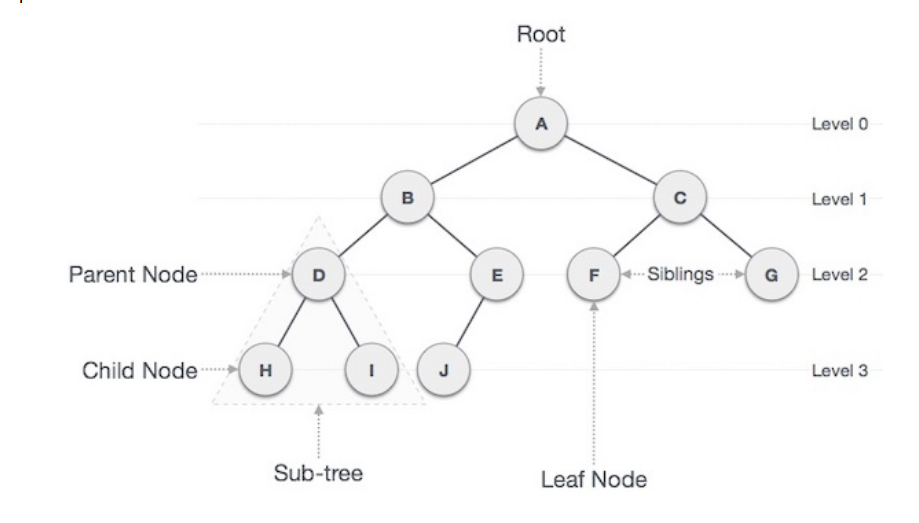 Root
A
Level 0
B
C
Level 1
Parent Node
D
E
F
Siblings
G
Level 2
Child Node
H
I
J
Level 3
Sub-tree
Leaf Node